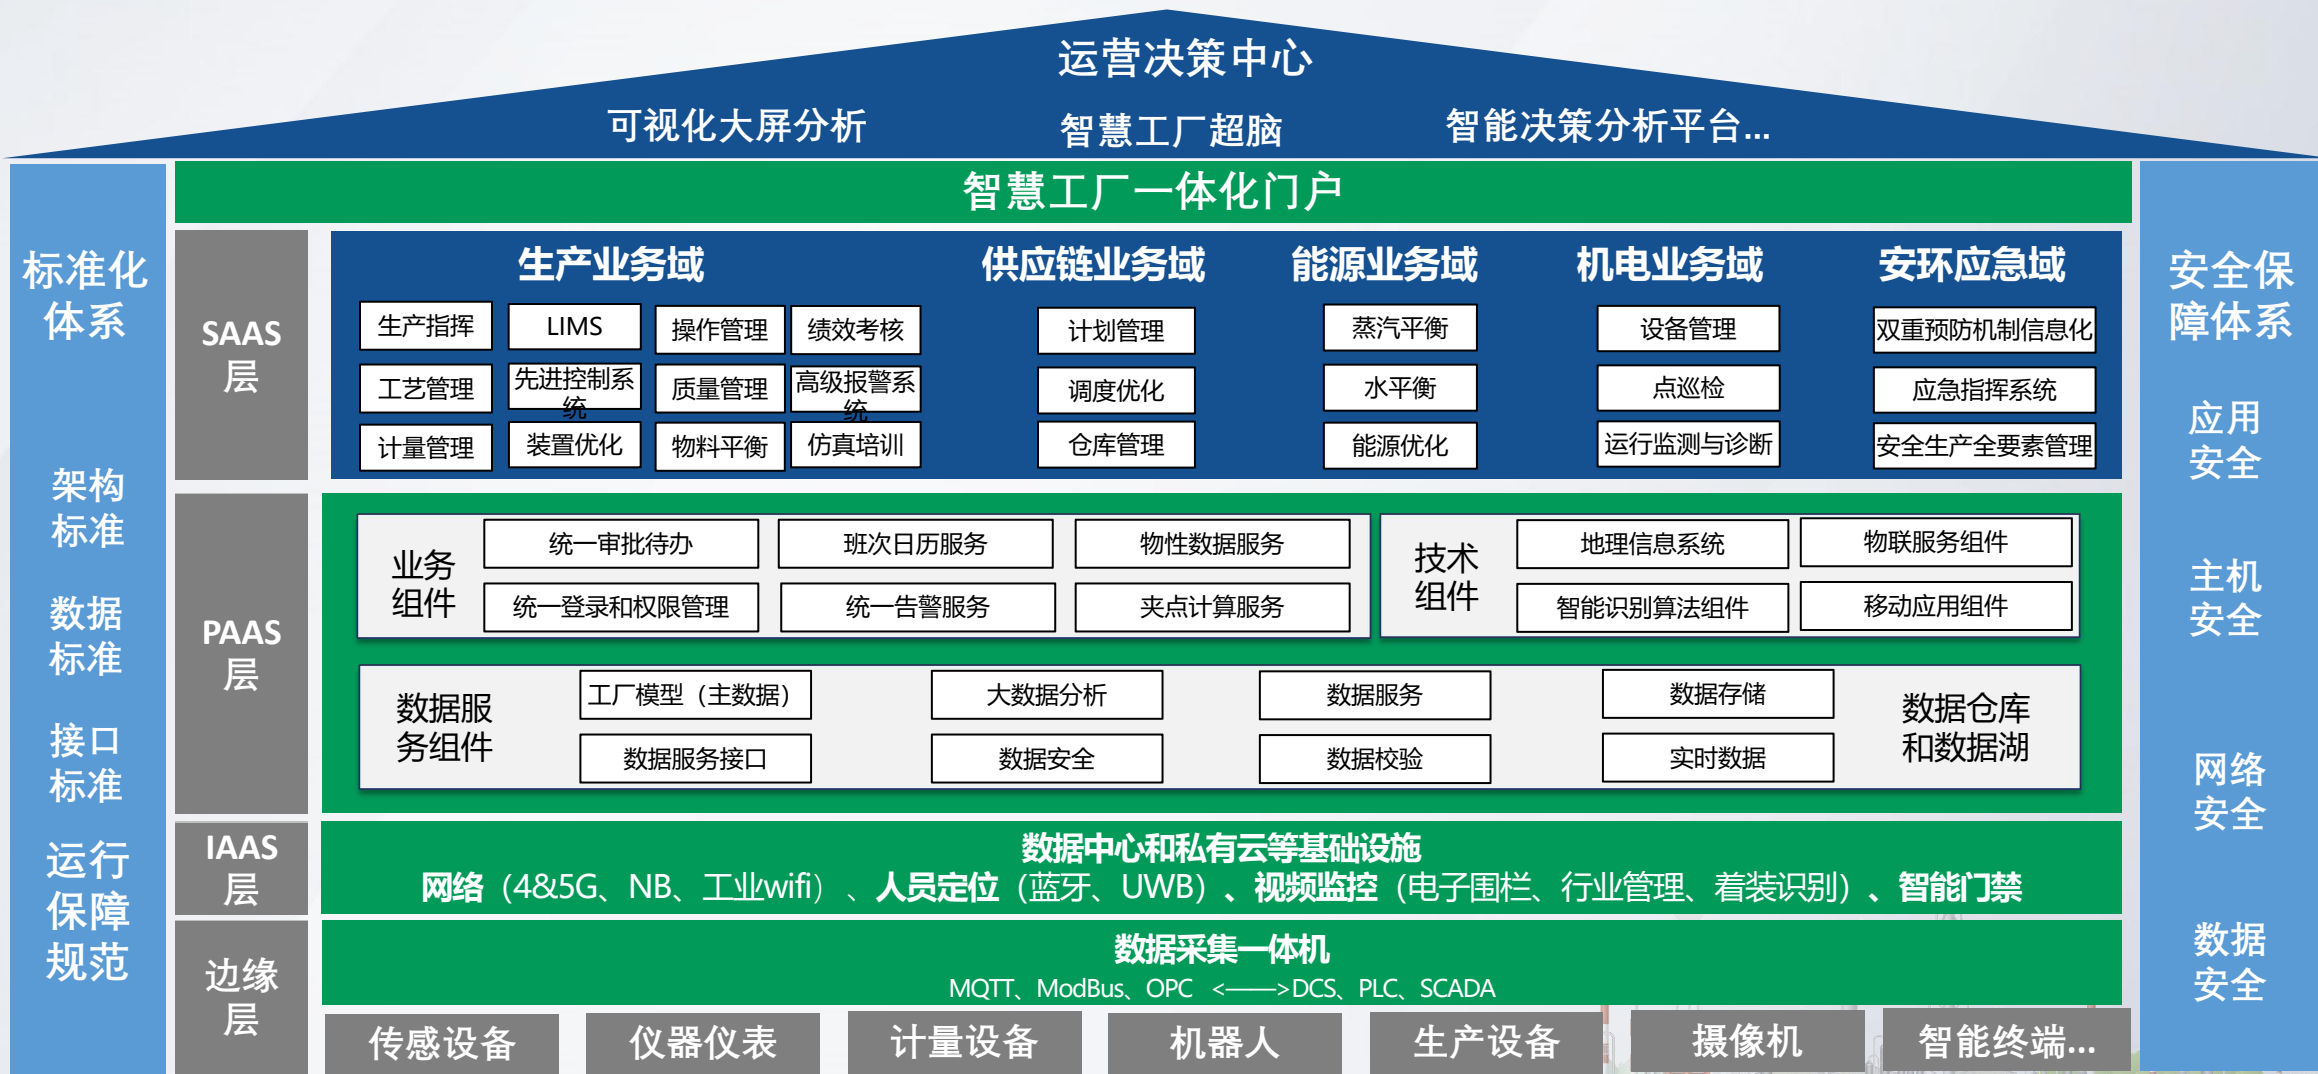 运营决策中心
可视化大屏分析
智慧工厂超脑
智能决策分析平台...
智慧工厂一体化门户
标准化
体系
架构
标准
数据
标准
接口
标准
运行
保障
规范
SAAS
层
生产业务域
供应链业务域
能源业务域
机电业务域
安环应急域
生产指挥
LIMS
操作管理
绩效考核
计划管理
蒸汽平衡
设备管理
双重预防机制信息化
工艺管理
先进控制系
统
质量管理
高级报警系
统
调度优化
水平衡
点巡检
应急指挥系统
计量管理
装置优化
物料平衡
仿真培训
仓库管理
能源优化
运行监测与诊断
安全生产全要素管理
PAAS
层
业务
组件
统一审批待办
班次日历服务
物性数据服务
统一登录和权限管理
统一告警服务
夹点计算服务
技术
组件
地理信息系统
物联服务组件
智能识别算法组件
移动应用组件
数据服
务组件
工厂模型（主数据）
大数据分析
数据服务
数据存储
数据服务接口
数据安全
数据校验
实时数据
数据仓库
和数据湖
IAAS
层
数据中心和私有云等基础设施
网络（4&5G、NB、工业wifi）、人员定位（蓝牙、UWB）、视频监控（电子围栏、行业管理、着装识别）、智能门禁
边缘
层
数据采集一体机
MQTT、ModBus、OPC <——>DCS、PLC、SCADA
传感设备
仪器仪表
计量设备
机器人
生产设备
摄像机
智能终端...
安全保
障体系
应用
安全
主机
安全
网络
安全
数据
安全